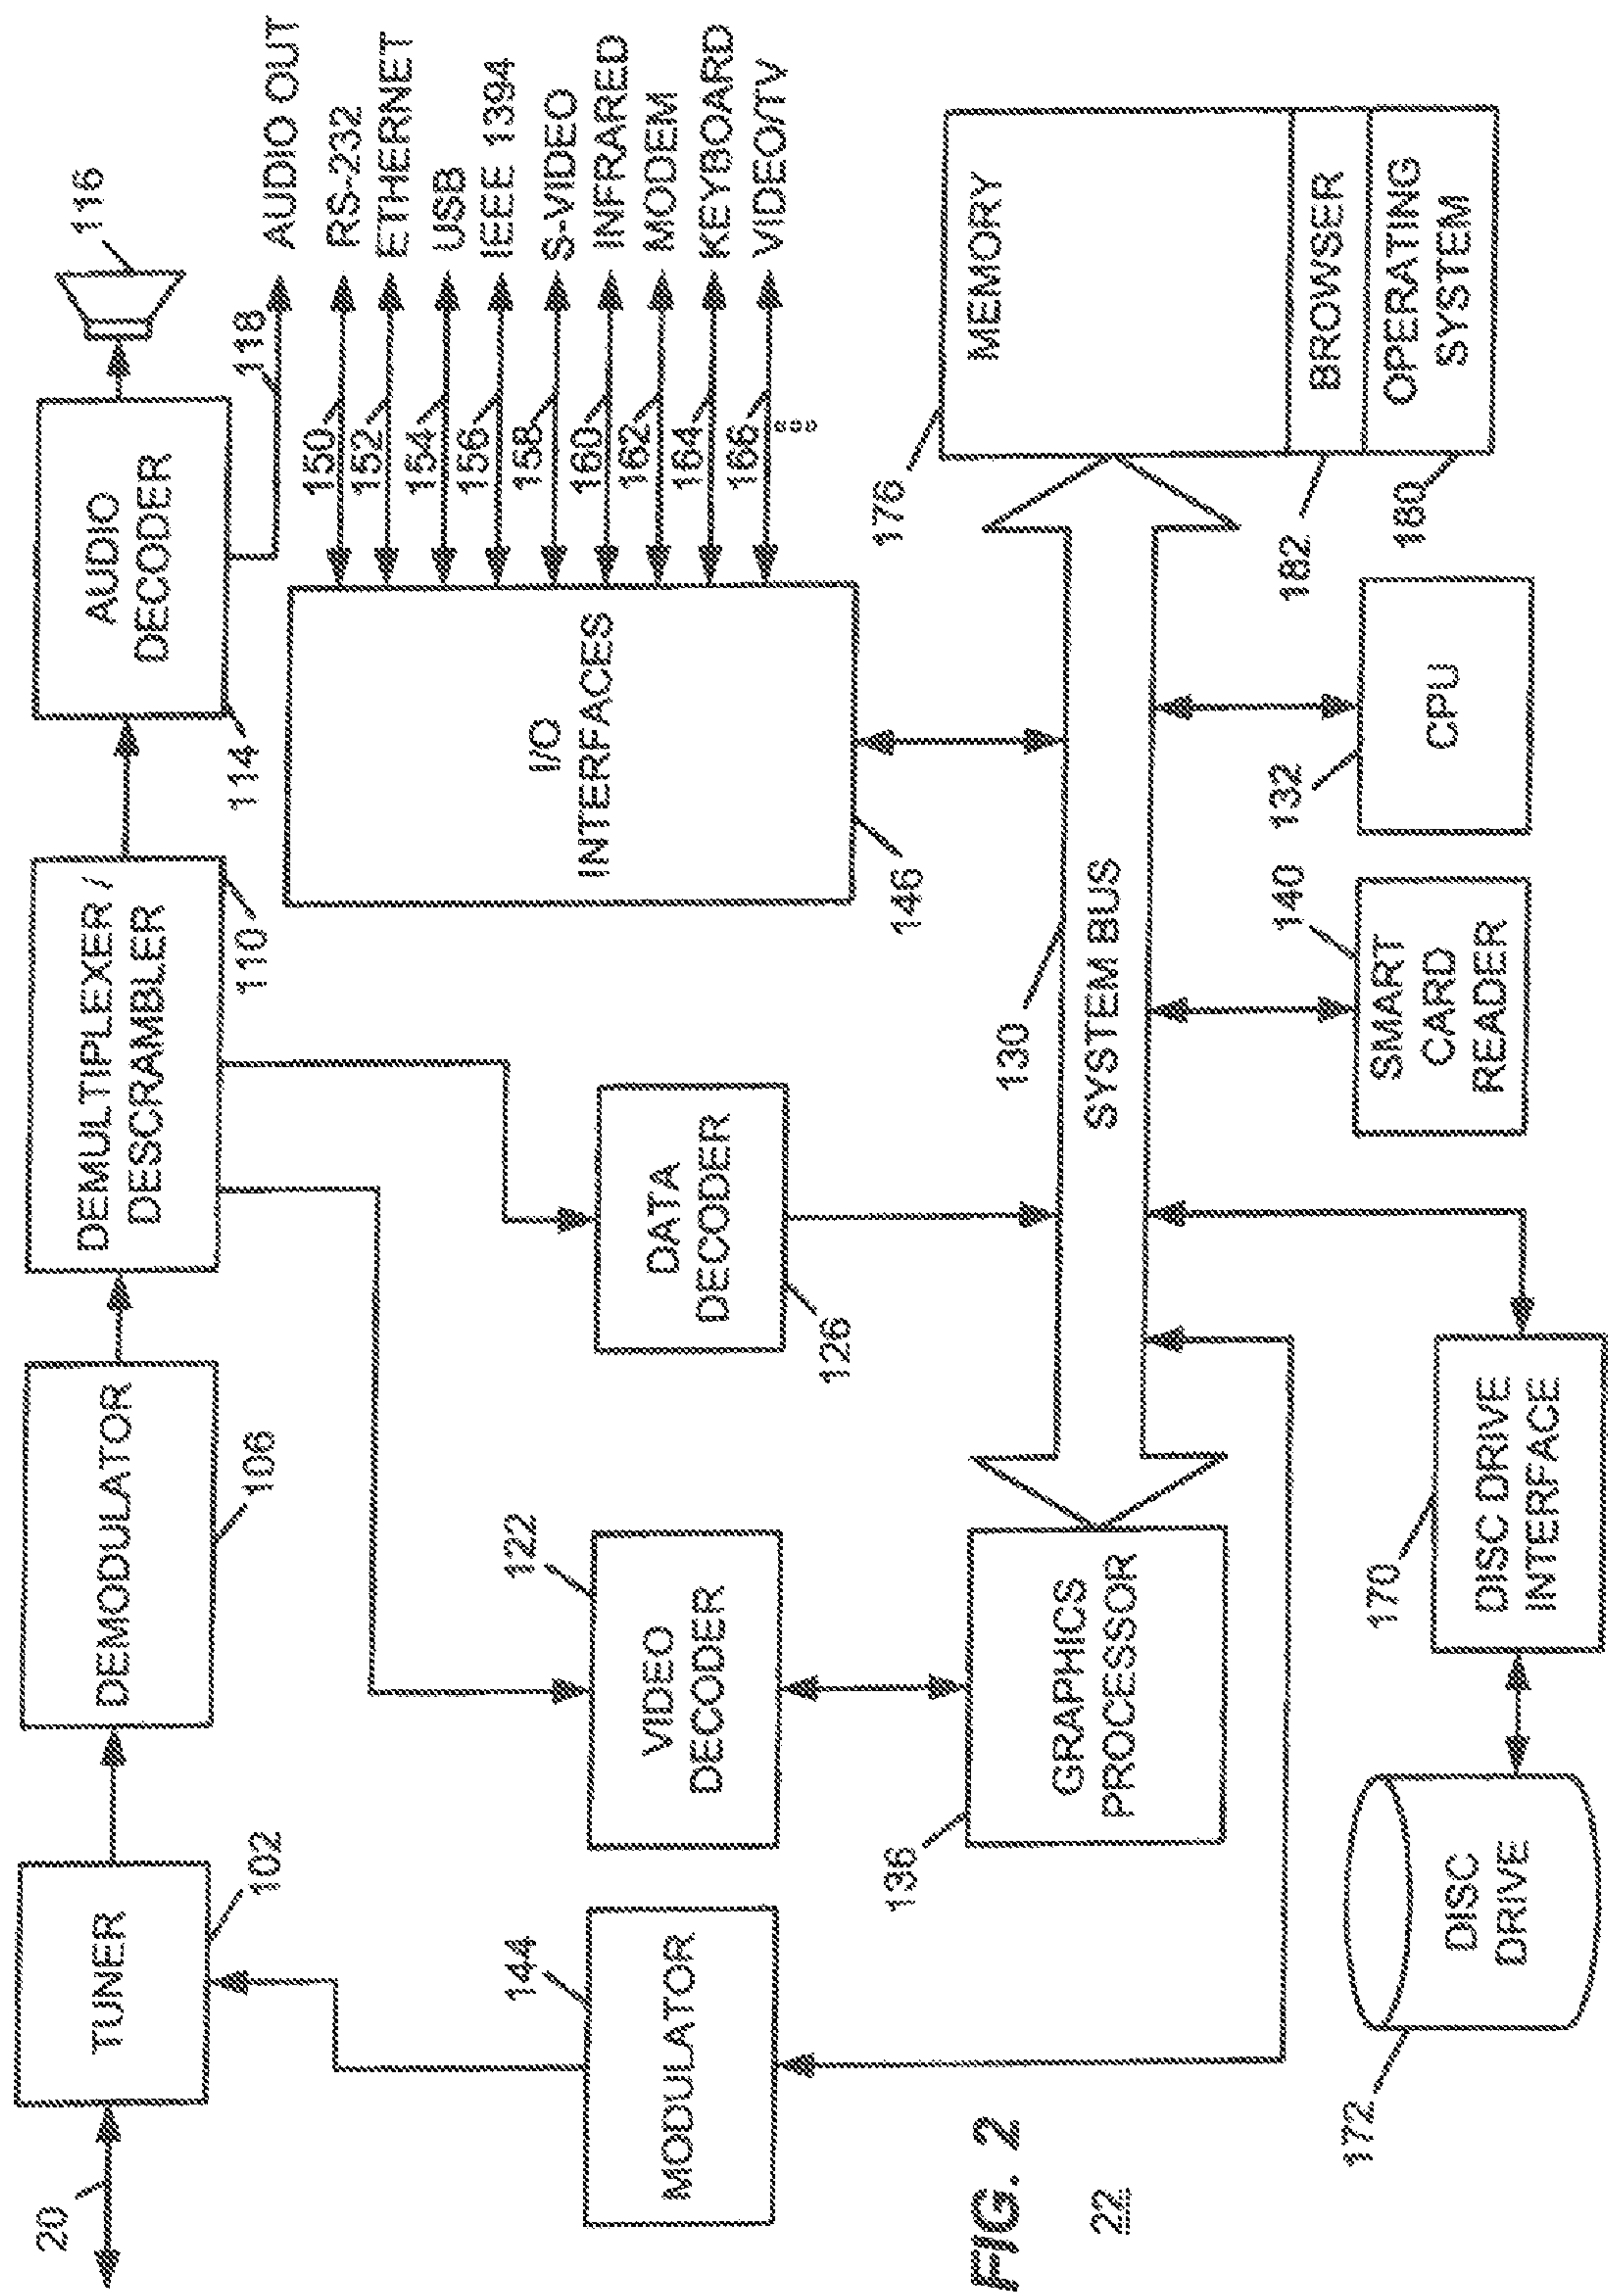 20
TUNER
102
DEMODULATOR
106
DEMULTIPLEXER /
DESCRAMBLER
110
AUDIO
DECODER
114
116
118
AUDIO OUT
150
RS-232
152
ETHERNET
154
USB
156
IEEE 1394
158
S-VIDEO
160
INFRARED
162
MODEM
164
KEYBOARD
166
VIDEO/TV
I/O
INTERFACES
146
MODULATOR
144
VIDEO
DECODER
122
DATA
DECODER
126
GRAPHICS
PROCESSOR
136
SYSTEM BUS
130
MEMORY
176
BROWSER
182
OPERATING
SYSTEM
180
DISC
DRIVE
172
DISC DRIVE
INTERFACE
170
SMART
CARD
READER
140
CPU
132
FIG. 2
22